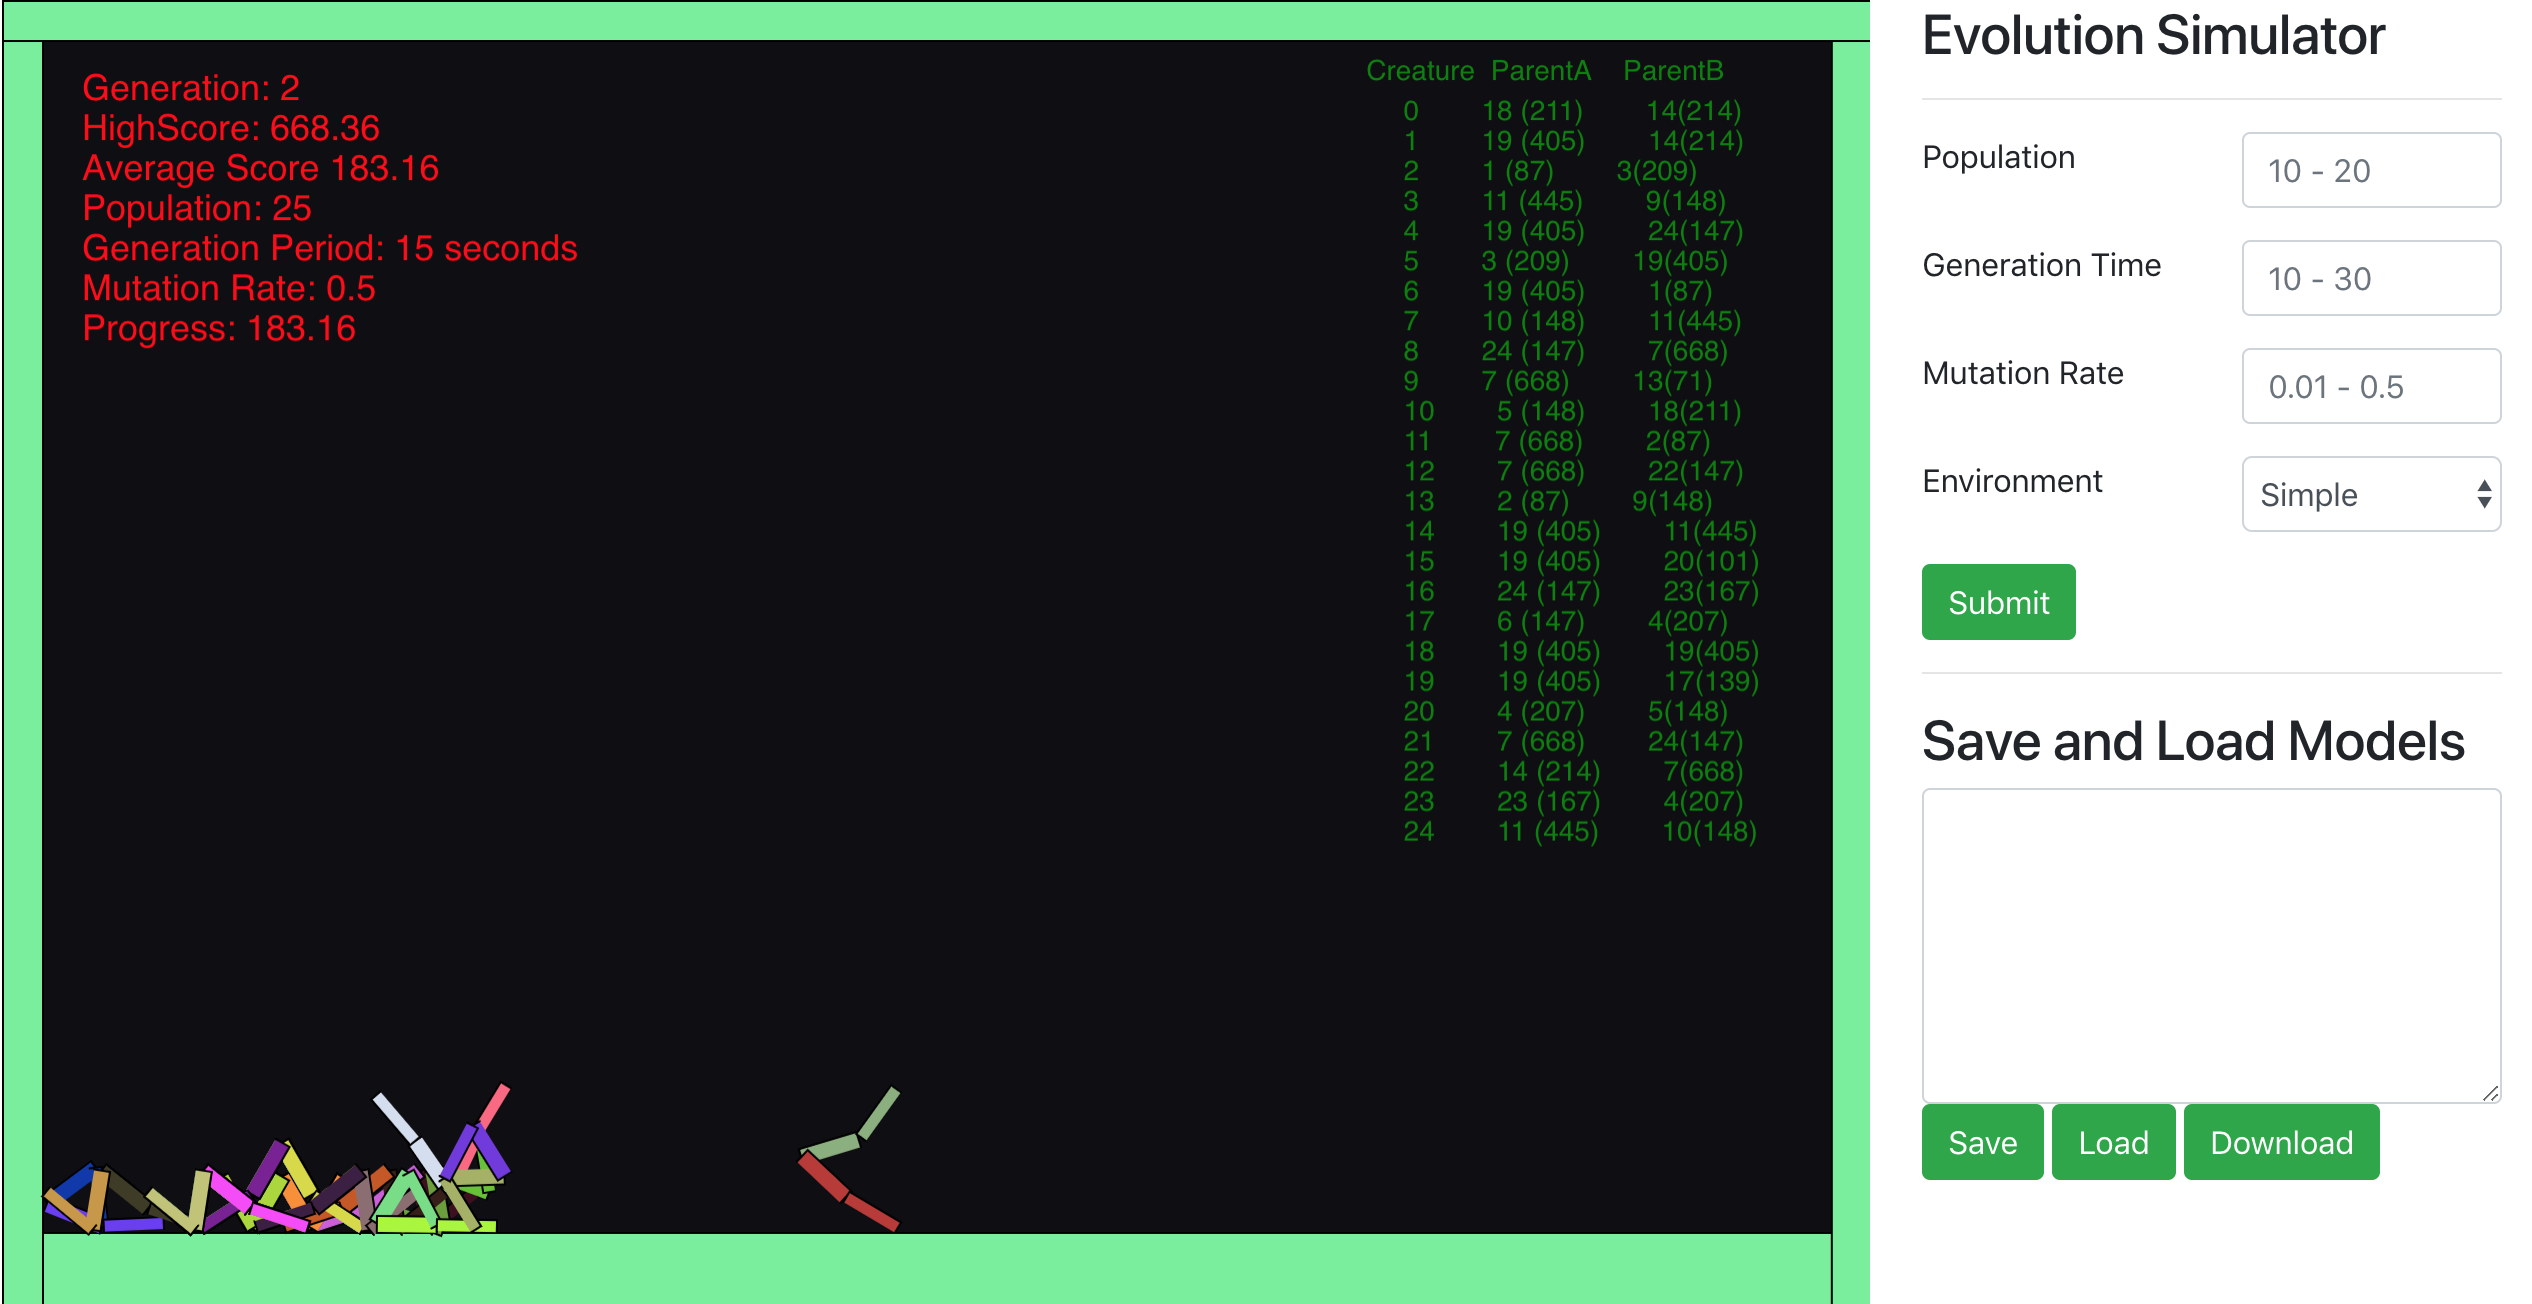 Generation: 2
HighScore: 668.36
Average Score 183.16
Population: 25
Generation Period: 15 seconds
Mutation Rate: 0.5
Progress: 183.16
Creature ParentA ParentB
0 18 (211) 14(214)
1 19 (405) 14(214)
2 1 (87) 3(209)
3 11 (445) 9(148)
4 19 (405) 24(147)
5 3 (209) 19(405)
6 19 (405) 1(87)
7 10 (148) 11(445)
8 24 (147) 7(668)
9 7 (668) 13(71)
10 5 (148) 18(211)
11 7 (668) 2(87)
12 7 (668) 22(147)
13 2 (87) 9(148)
14 19 (405) 11(445)
15 19 (405) 20(101)
16 24 (147) 23(167)
17 6 (147) 4(207)
18 19 (405) 19(405)
19 19 (405) 17(139)
20 4 (207) 5(148)
21 7 (668) 24(147)
22 14 (214) 7(668)
23 23 (167) 4(207)
24 11 (445) 10(148)
Evolution Simulator
Population 10 - 20
Generation Time 10 - 30
Mutation Rate 0.01 - 0.5
Environment Simple
Submit
Save and Load Models
Save Load Download